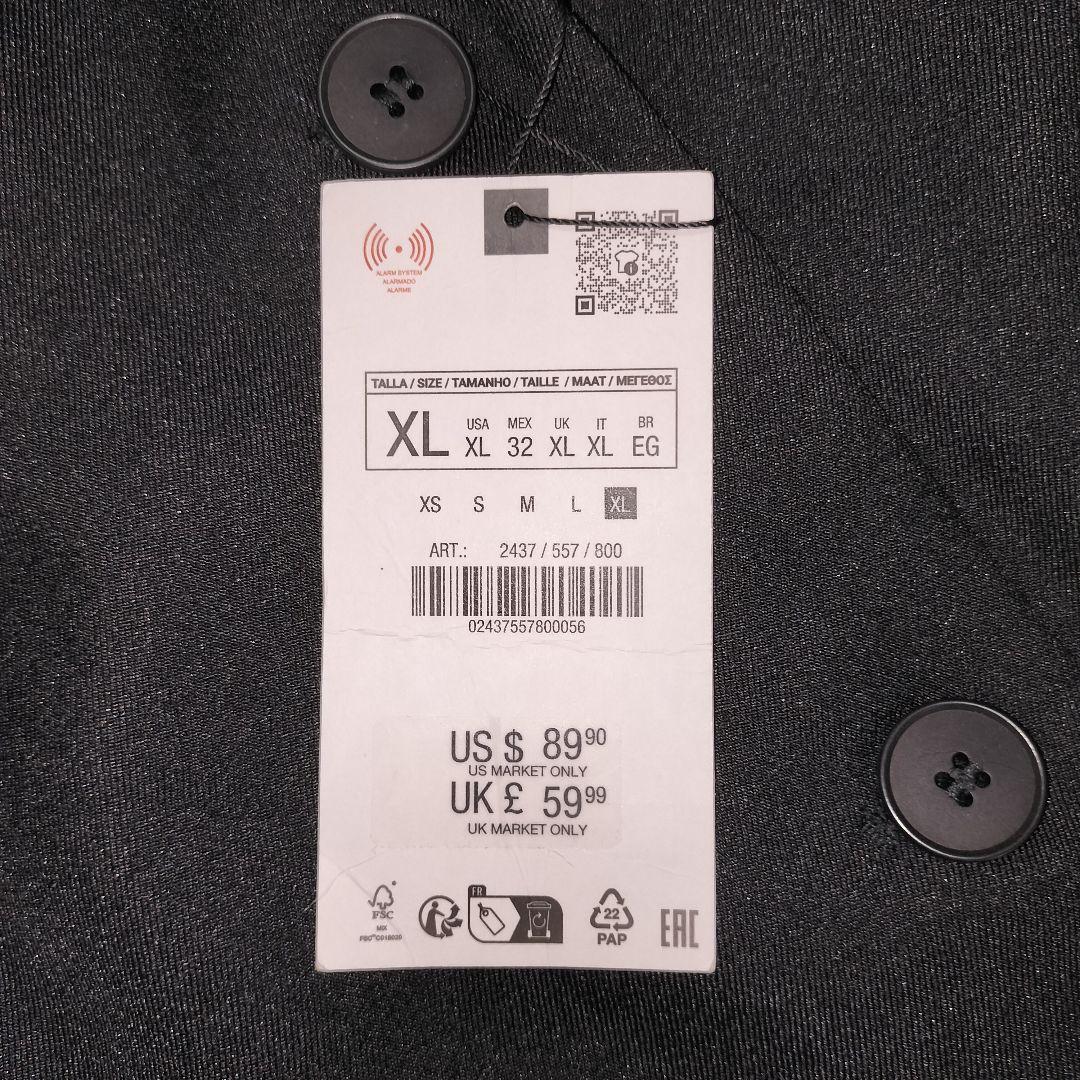 ALARM SYSTEM
ALARMADO
ALARME
TALLA / SIZE / TAMANHO / TAILLE / MAAT / ΜΕΓΕΘΟΣ
XL USA XL MEX 32 UK XL IT XL BR EG
XS S M L XL
ART.: 2437 / 557 / 800
02437557800056
US $ 89⁹⁰
US MARKET ONLY
UK £ 59⁹⁹
UK MARKET ONLY
FSC
MIX
FSC™C018020
FR
22
PAP
EAC